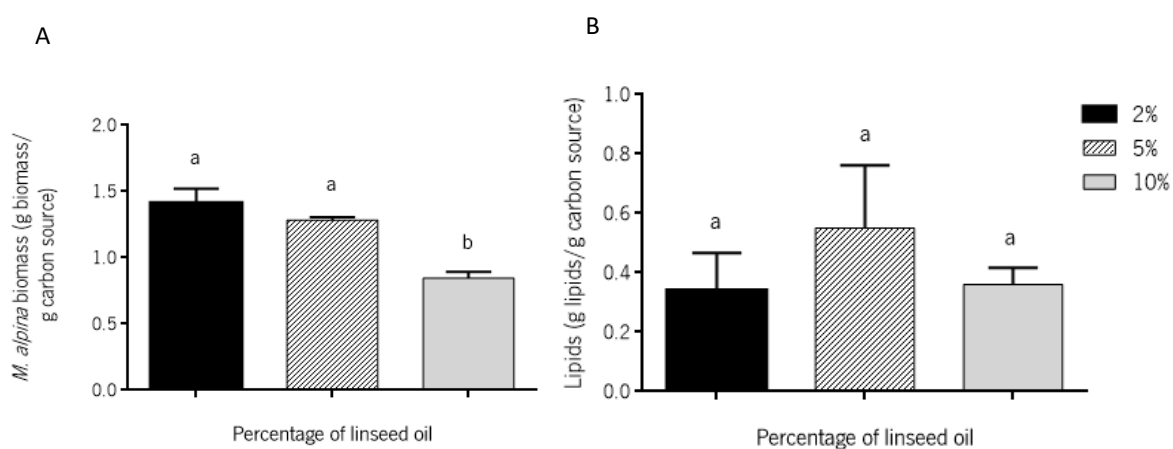 A
M. alpina biomass (g biomass/
g carbon source)
2.0
1.5
1.0
0.5
0.0
a
a
b
Percentage of linseed oil
B
Lipids (g lipids/g carbon source)
1.0
0.8
0.6
0.4
0.2
0.0
a
a
a
Percentage of linseed oil
2%
5%
10%